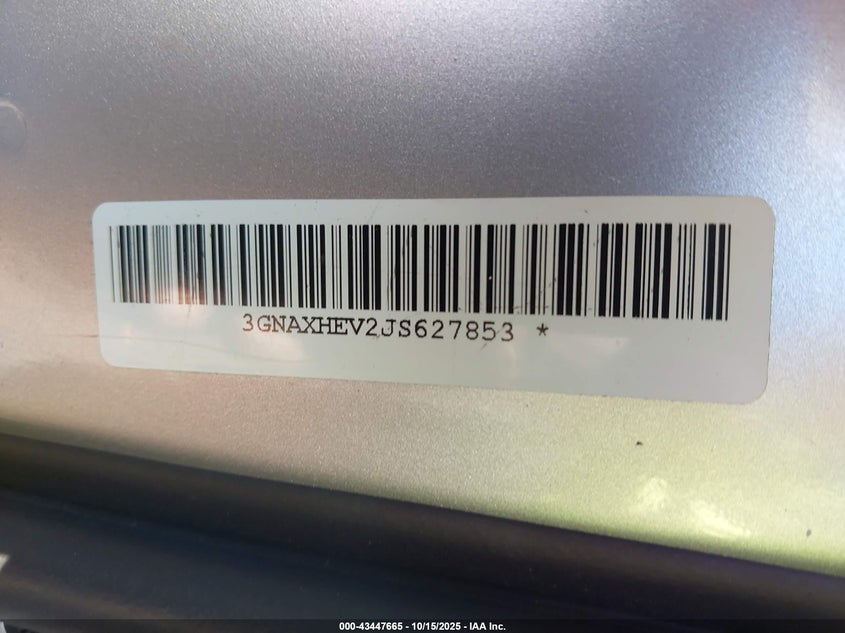 3GNAXHEV2JS627853 *
000-43447665 - 10/15/2025 - IAA Inc.